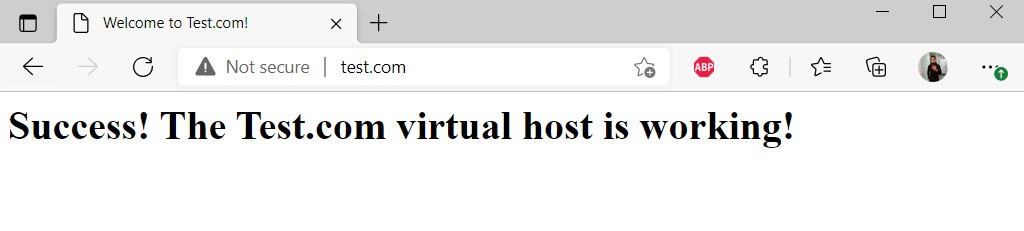 Welcome to Test.com!
Not secure | test.com
ABP
Success! The Test.com virtual host is working!